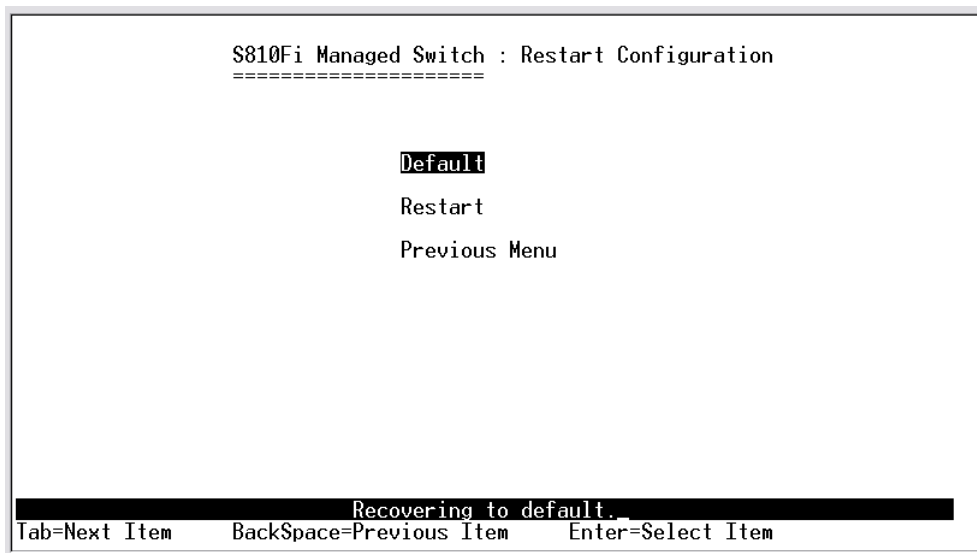 S810Fi Managed Switch : Restart Configuration
=====================
Default
Restart
Previous Menu
Recovering to default._
Tab=Next Item BackSpace=Previous Item Enter=Select Item